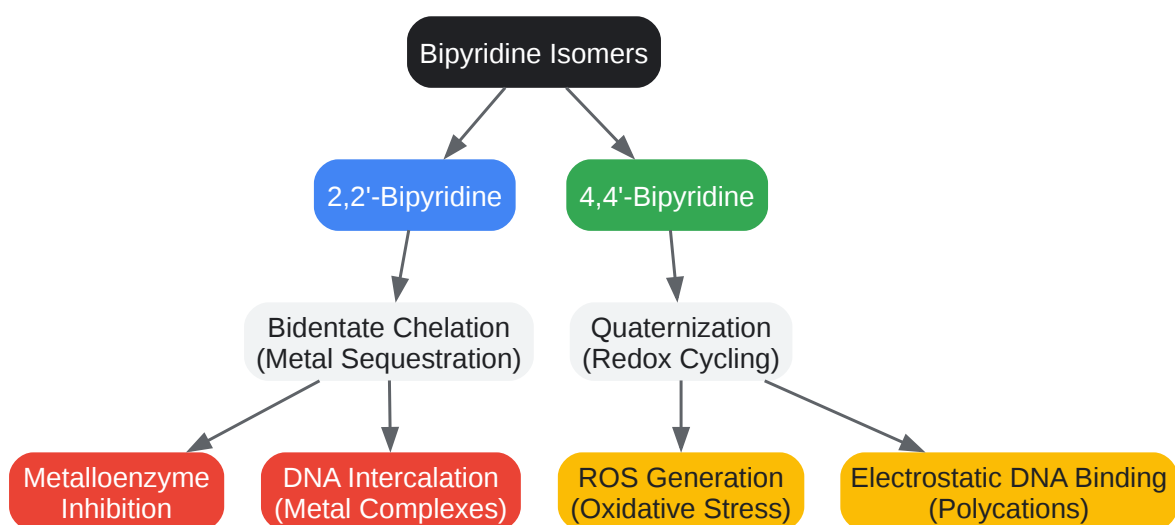 Bipyridine Isomers
2,2'-Bipyridine
4,4'-Bipyridine
Bidentate Chelation
(Metal Sequestration)
Quaternization
(Redox Cycling)
Metalloenzyme
Inhibition
DNA Intercalation
(Metal Complexes)
ROS Generation
(Oxidative Stress)
Electrostatic DNA Binding
(Polycations)